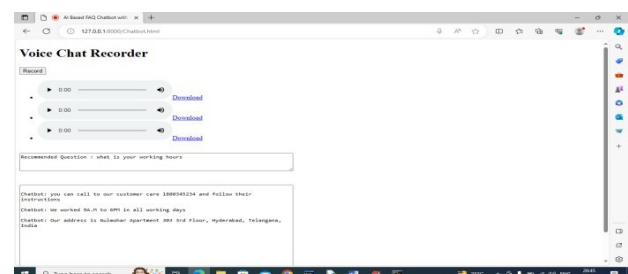 AI Based FAQ Chatbot with
127.0.0.1:8000/Chatbot.html
Voice Chat Recorder
Record
0:00
Download
0:00
Download
0:00
Download
Recommended Question : what is your working hours
Chatbot: you can call to our customer care 1800345234 and follow their
instructions
Chatbot: We worked 9A.M to 6PM in all working days
Chatbot: Our address is Gulmohar Apartment 303 3rd Floor, Hyderabad, Telangana,
India
Type here to search
20:45